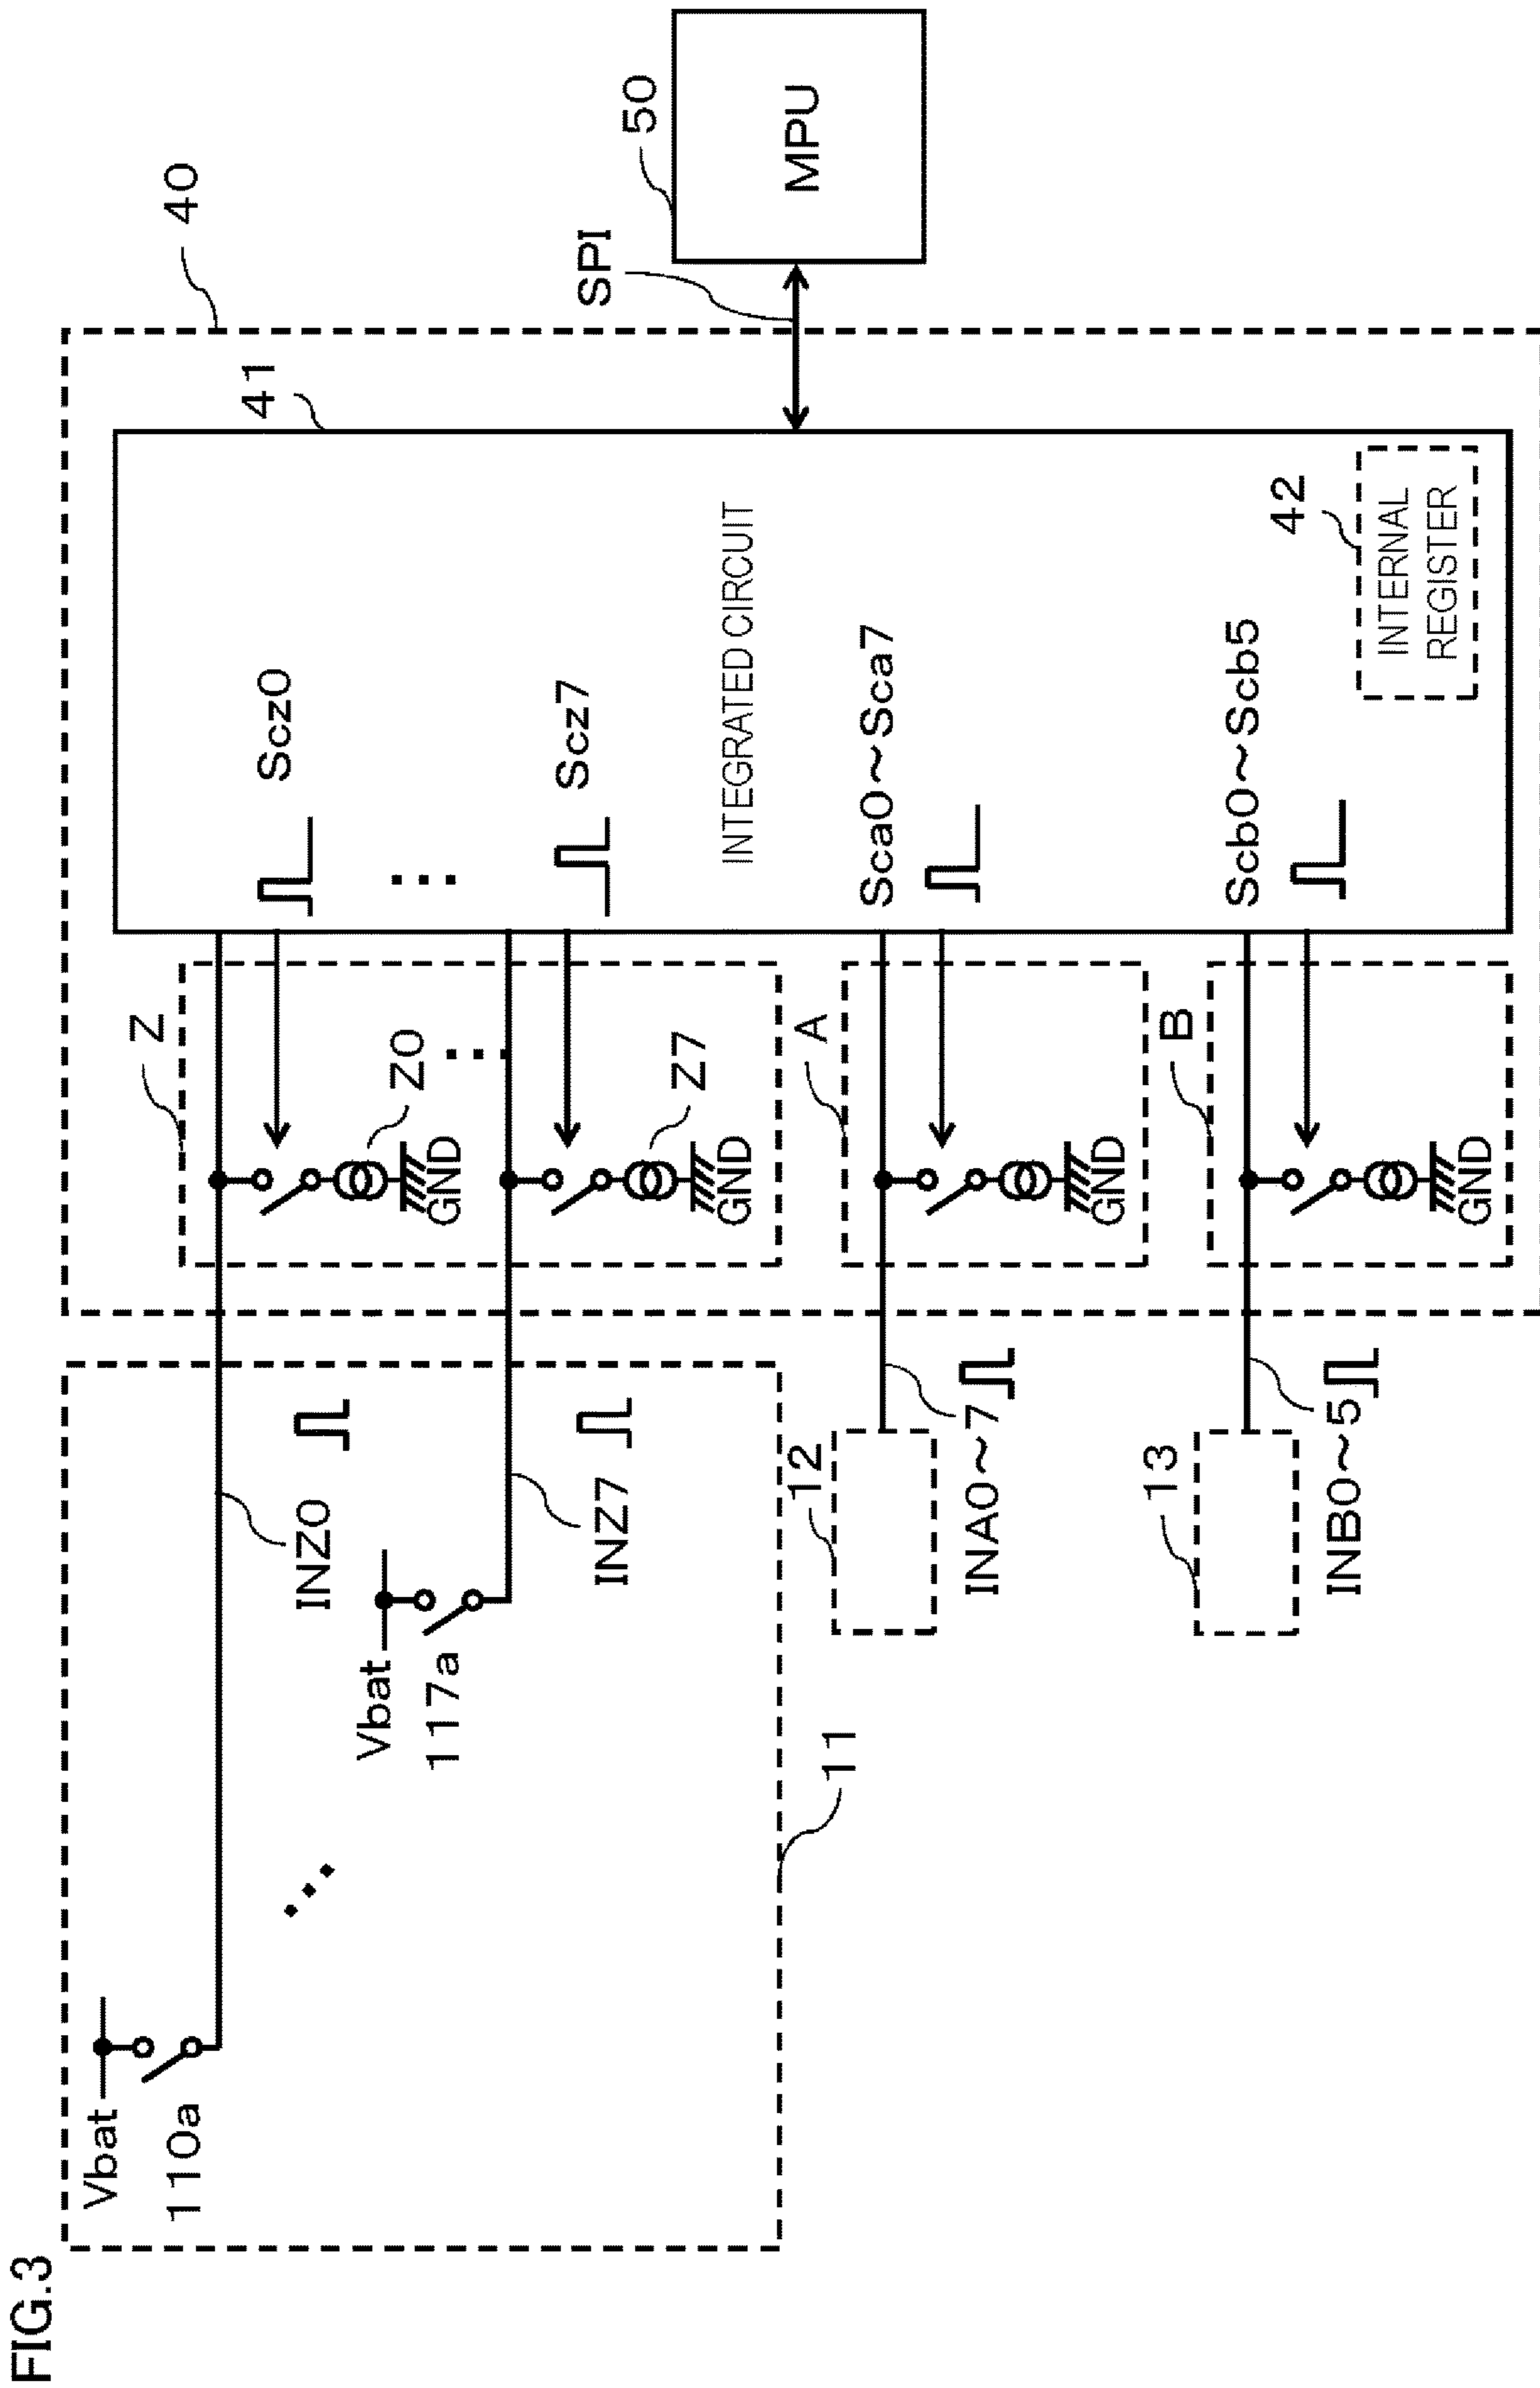 FIG.3
Vbat
110a
Vbat
117a
11
INZ0
INZ7
12
INA0～7
13
INB0～5
40
Z
Z0
GND
Z7
GND
A
GND
B
GND
41
Scz0
Scz7
INTEGRATED CIRCUIT
Sca0～Sca7
Scb0～Scb5
42
INTERNAL
REGISTER
SPI
50
MPU